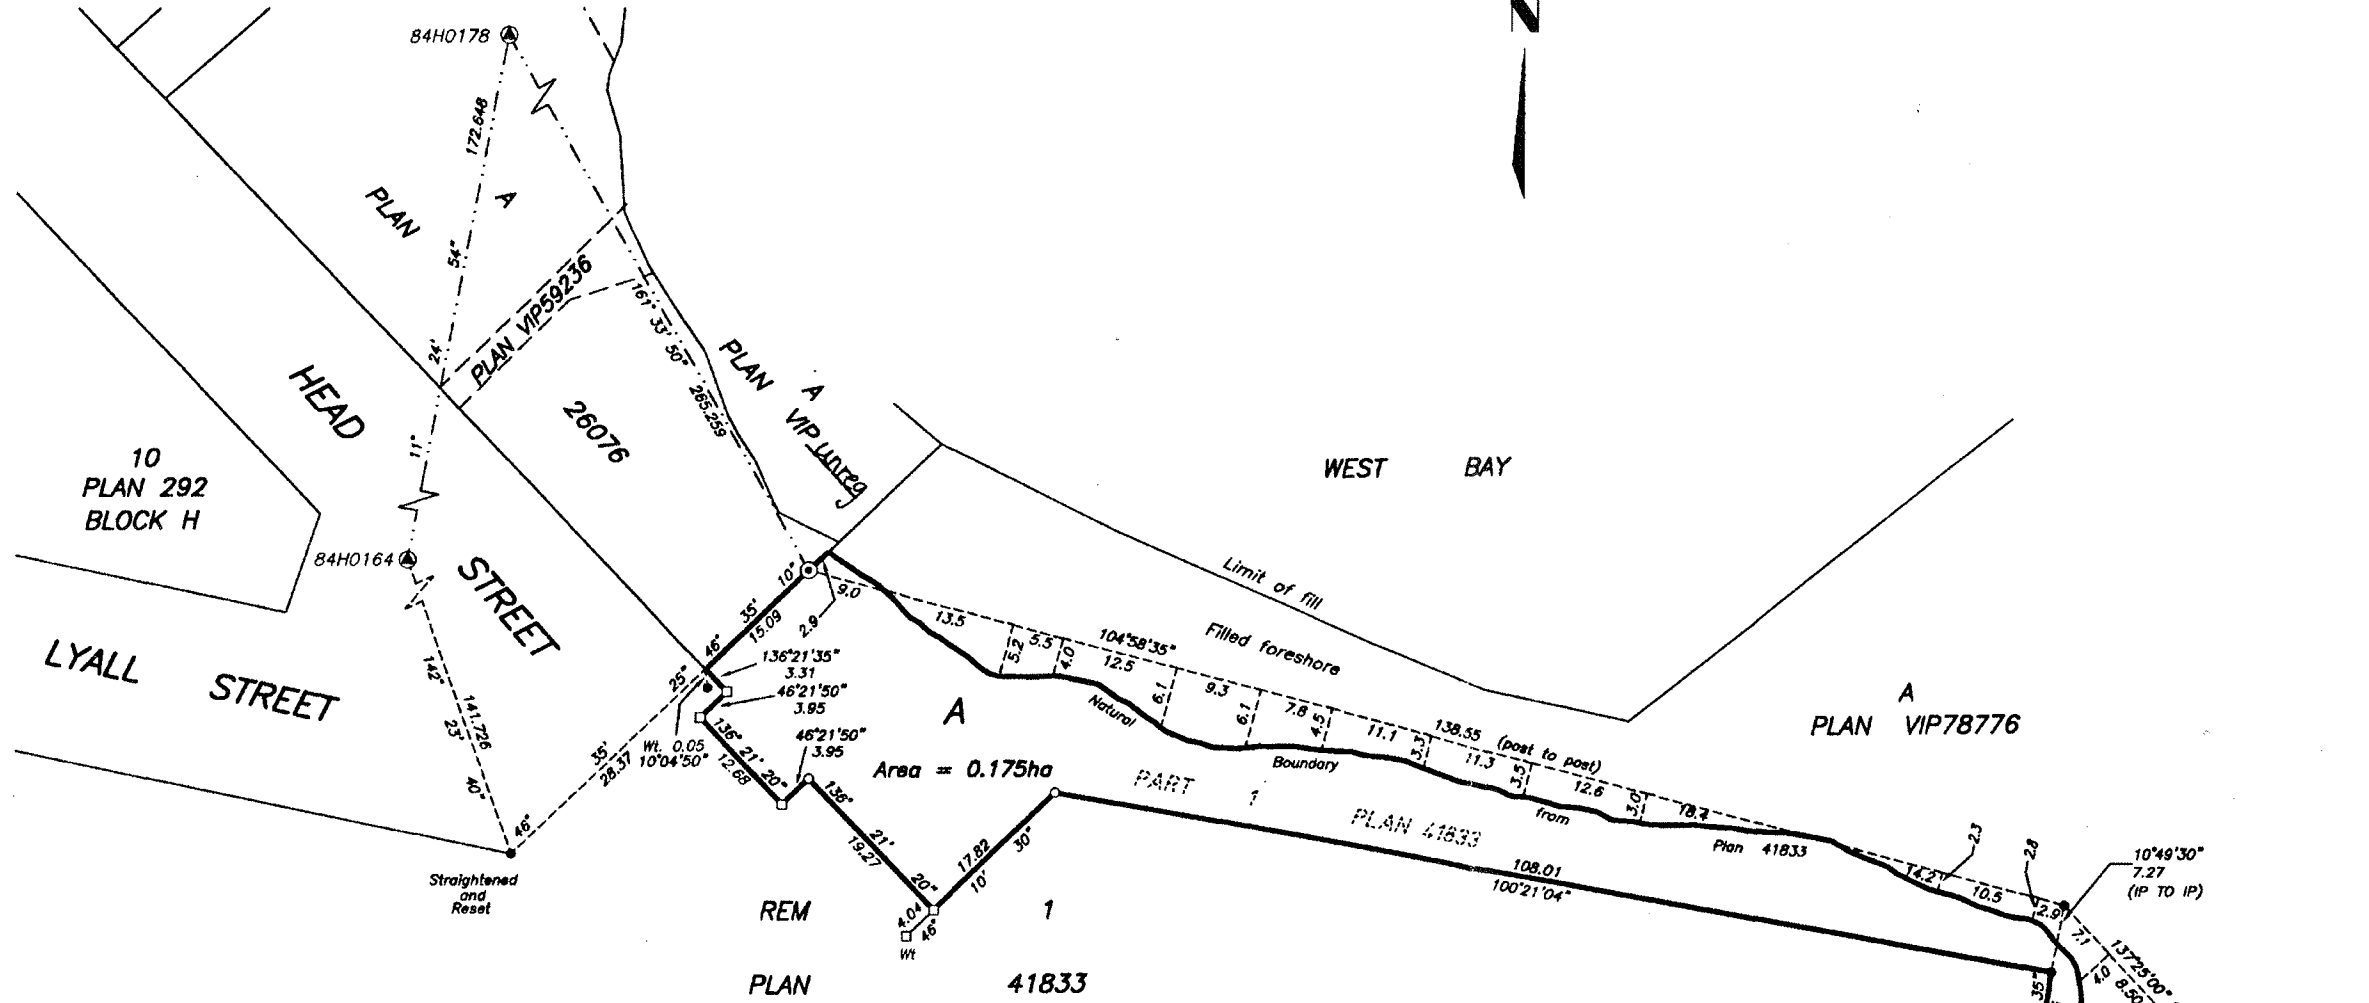 N
84H0178
172.648
54"
24'
11"
PLAN
A
26076
PLAN VIP59236
161° 33' 50"
265.259
PLAN
A
VIP unreg
HEAD
STREET
10
PLAN 292
BLOCK H
84H0164
LYALL STREET
142°
23'
40"
141.726
Straightened
and
Reset
46°
35'
25"
28.37
Wt. 0.05
10°04'50"
46°
35'
10"
15.09
2.9
9.0
136°21'35"
3.31
46°21'50"
3.95
136° 21' 20"
12.68
46°21'50"
3.95
136°
21'
20"
19.27
4.04
46°
Wt
17.82
10'
30"
A
Area = 0.175ha
REM 1
PLAN 41833
WEST BAY
Limit of fill
Filled foreshore
104°58'35"
138.55 (post to post)
13.5
5.2
5.5
4.0
12.5
6.1
9.3
6.1
7.8
4.5
11.1
3.3
11.3
3.5
12.6
3.0
18.4
14.2
2.3
10.5
2.8
2.9
Natural
Boundary
from
Plan 41833
PART 1
PLAN 41833
108.01
100°21'04"
A
PLAN VIP78776
10°49'30"
7.27
(IP TO IP)
7.1
137°25'00"
4.0
8.50
35"